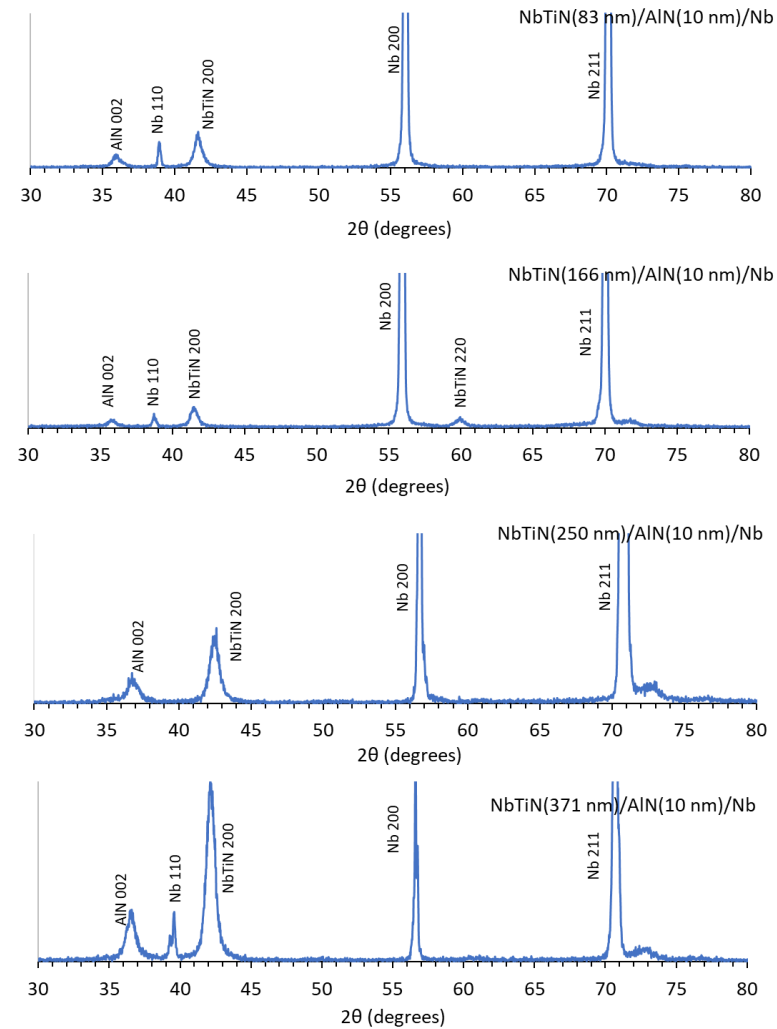 NbTiN(83 nm)/AlN(10 nm)/Nb
AlN 002
Nb 110
NbTiN 200
Nb 200
Nb 211
30 35 40 45 50 55 60 65 70 75 80
2θ (degrees)
NbTiN(166 nm)/AlN(10 nm)/Nb
AlN 002
Nb 110
NbTiN 200
Nb 200
NbTiN 220
Nb 211
30 35 40 45 50 55 60 65 70 75 80
2θ (degrees)
NbTiN(250 nm)/AlN(10 nm)/Nb
AlN 002
NbTiN 200
Nb 200
Nb 211
30 35 40 45 50 55 60 65 70 75 80
2θ (degrees)
NbTiN(371 nm)/AlN(10 nm)/Nb
AlN 002
Nb 110
NbTiN 200
Nb 200
Nb 211
30 35 40 45 50 55 60 65 70 75 80
2θ (degrees)